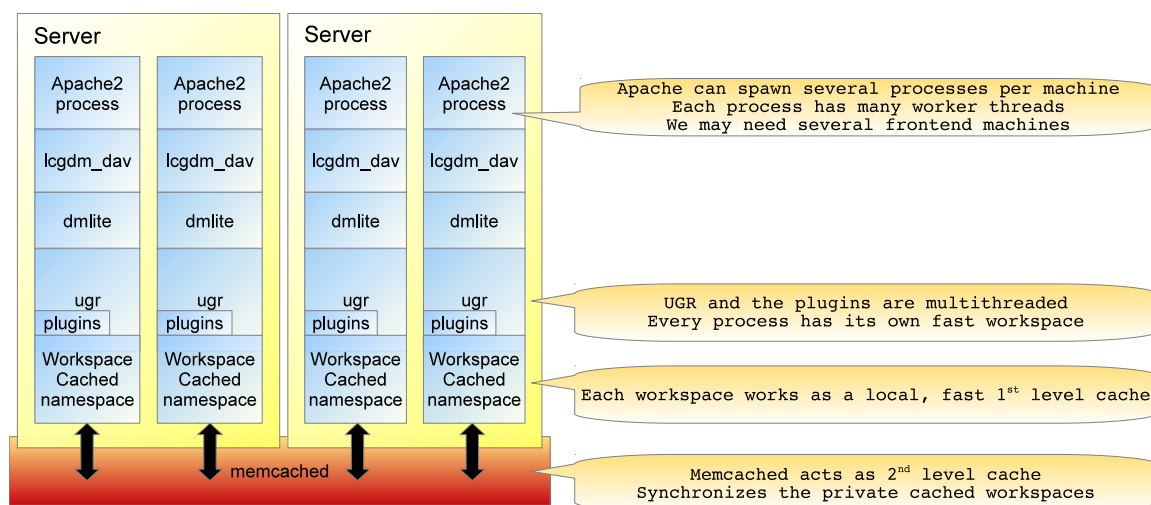 Server
Apache2
process
lcgdm_dav
dmlite
ugr
plugins
Workspace
Cached
namespace
Apache2
process
lcgdm_dav
dmlite
ugr
plugins
Workspace
Cached
namespace
Server
Apache2
process
lcgdm_dav
dmlite
ugr
plugins
Workspace
Cached
namespace
Apache2
process
lcgdm_dav
dmlite
ugr
plugins
Workspace
Cached
namespace
memcached
Apache can spawn several processes per machine
Each process has many worker threads
We may need several frontend machines
UGR and the plugins are multithreaded
Every process has its own fast workspace
Each workspace works as a local, fast 1st level cache
Memcached acts as 2nd level cache
Synchronizes the private cached workspaces